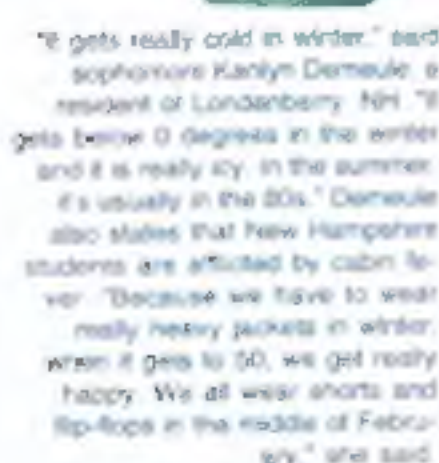 "It gets really cold in winter," said
sophomore Kaitlyn Demeule, a
resident of Londonderry, NH. "It
gets below 0 degrees in the winter
and it is really icy. In the summer,
it's usually in the 80s." Demeule
also states that New Hampshire
students are afflicted by cabin fe-
ver. "Because we have to wear
really heavy jackets in winter,
when it gets to 50, we get really
happy. We all wear shorts and
flip-flops in the middle of Febru-
ary," she said.